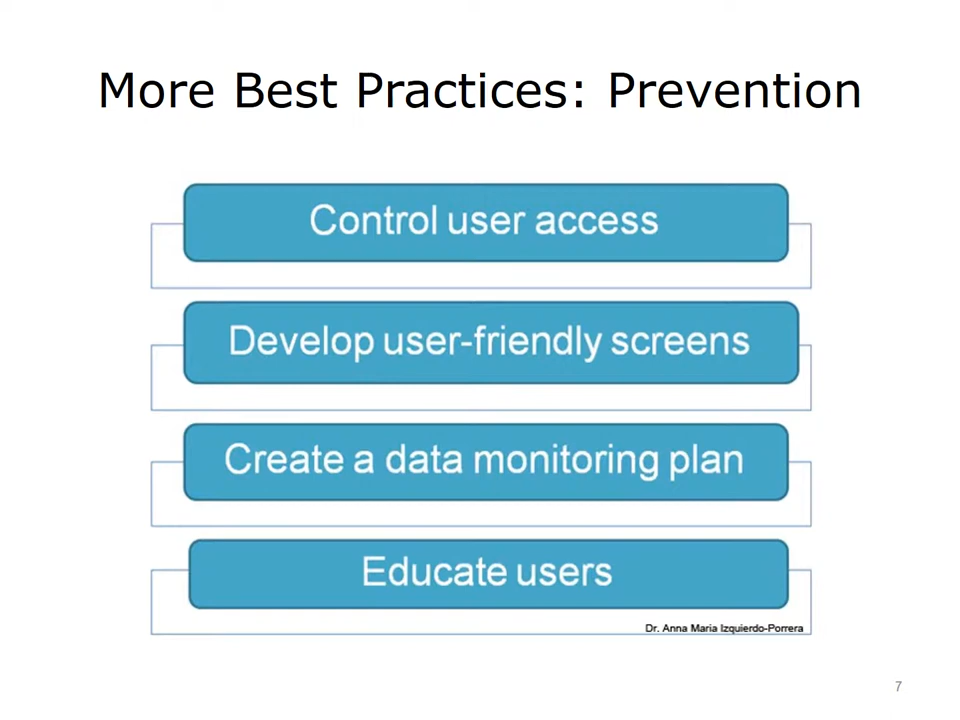 More Best Practices: Prevention
Control user access
Develop user-friendly screens
Create a data monitoring plan
Educate users
Dr. Anna Maria Izquierdo-Porrera
7